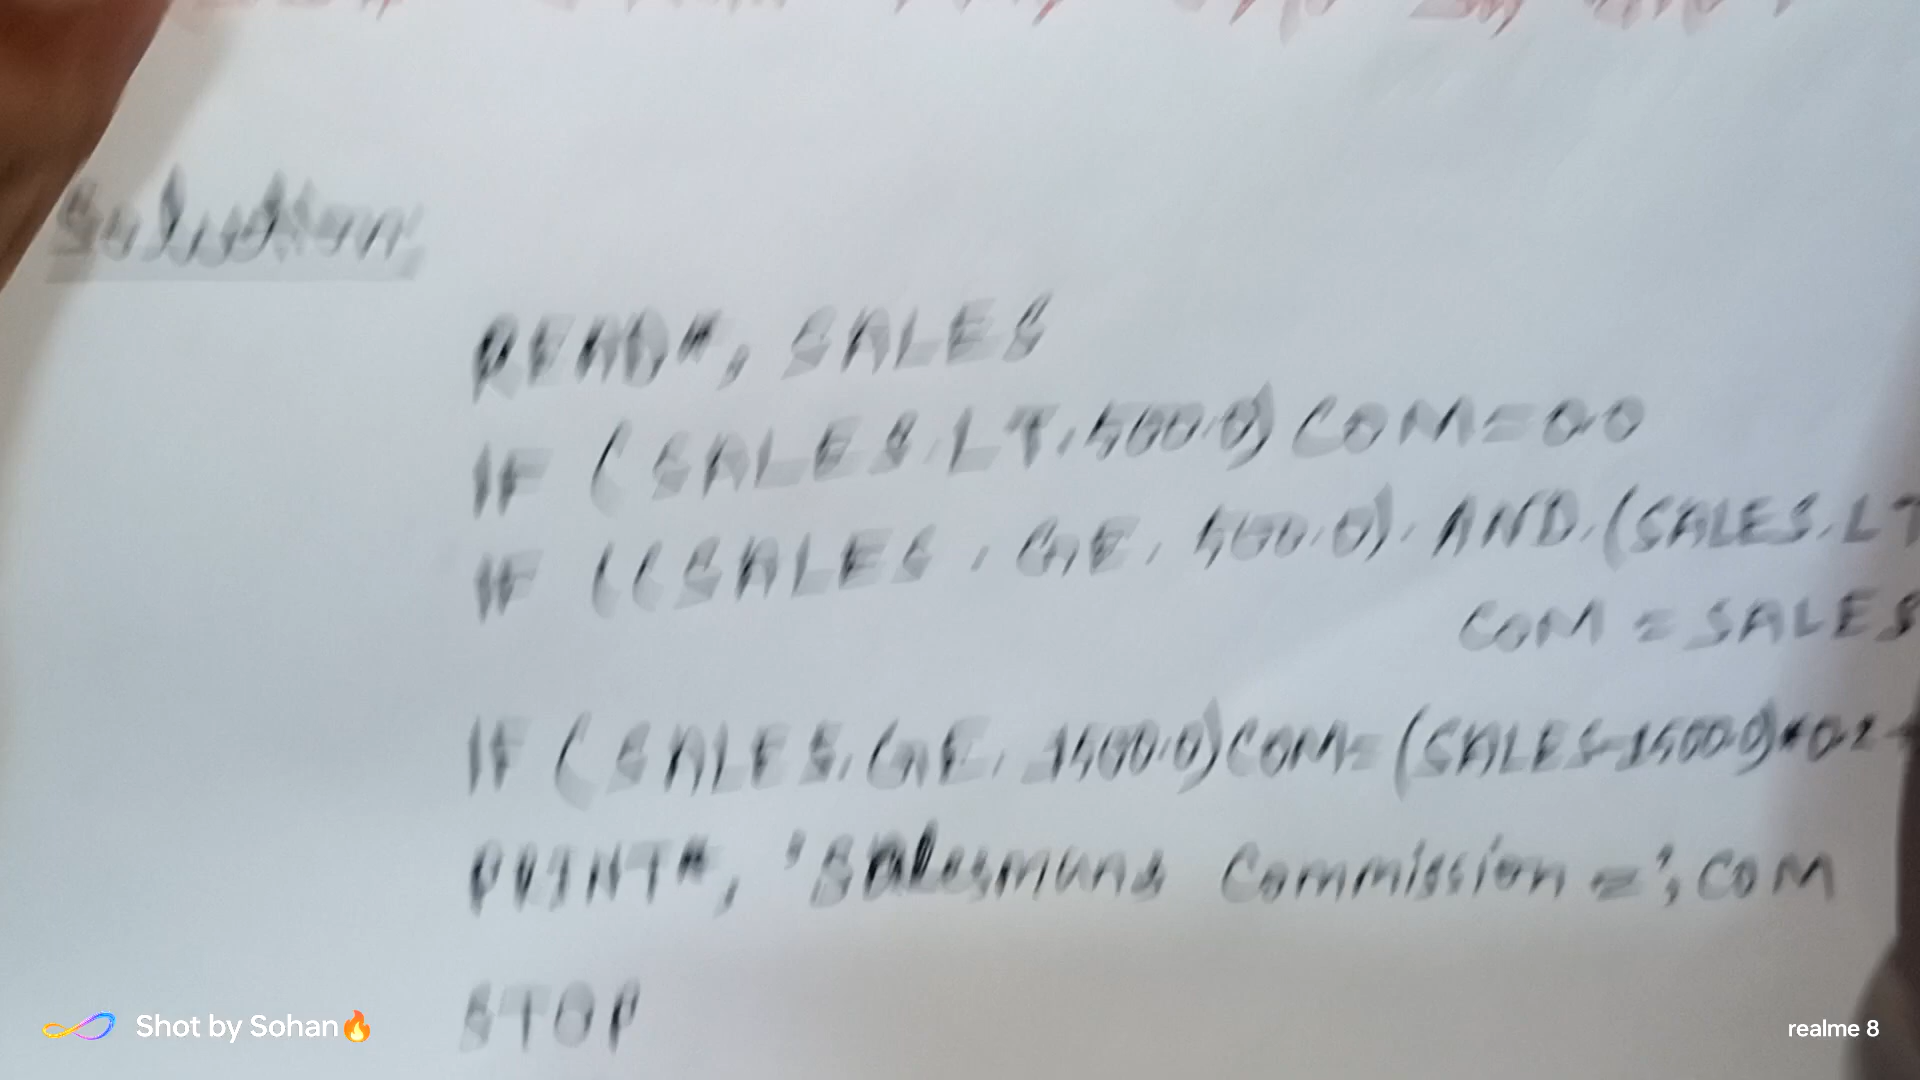 Solution
READ*, SALES
IF (SALES.LT.500.0) COM=0.0
IF ((SALES.GE.500.0).AND.(SALES.LT
COM = SALES
IF (SALES.GE.1500.0)COM=(SALES-1500.0)*0.2+
PRINT*, 'Salesmans Commission =', COM
STOP
Shot by Sohan🔥
realme 8